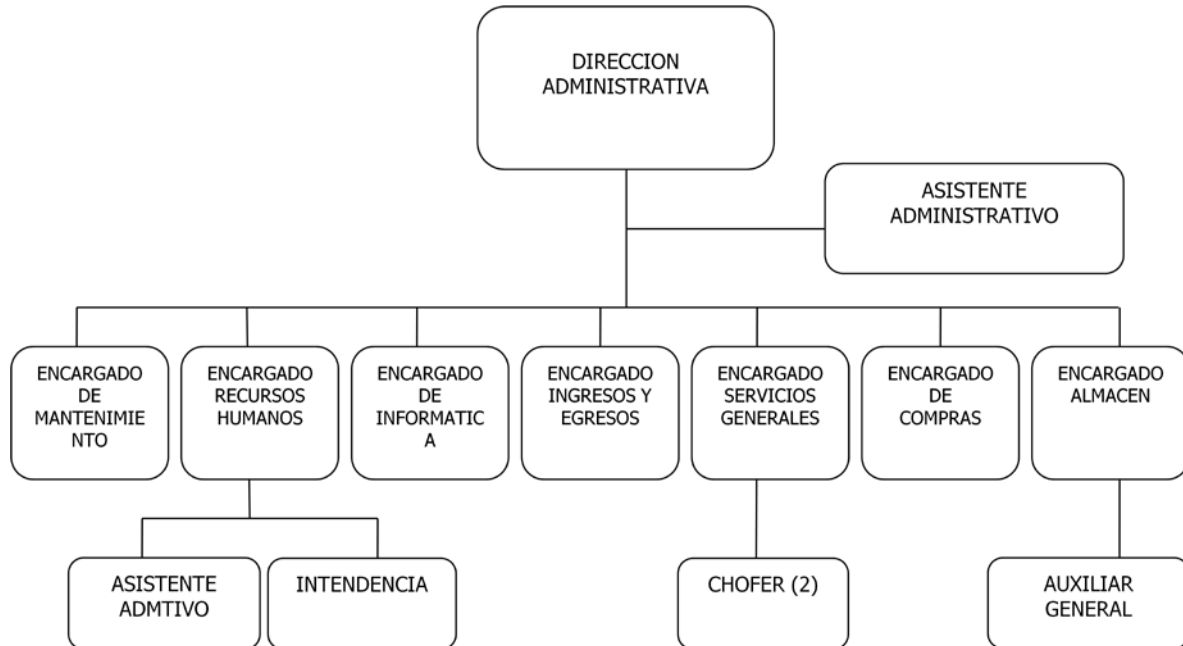 DIRECCION
ADMINISTRATIVA
ASISTENTE
ADMINISTRATIVO
ENCARGADO
DE
MANTENIMIE
NTO
ENCARGADO
RECURSOS
HUMANOS
ENCARGADO
DE
INFORMATIC
A
ENCARGADO
INGRESOS Y
EGRESOS
ENCARGADO
SERVICIOS
GENERALES
ENCARGADO
DE
COMPRAS
ENCARGADO
ALMACEN
ASISTENTE
ADMTIVO
INTENDENCIA
CHOFER (2)
AUXILIAR
GENERAL